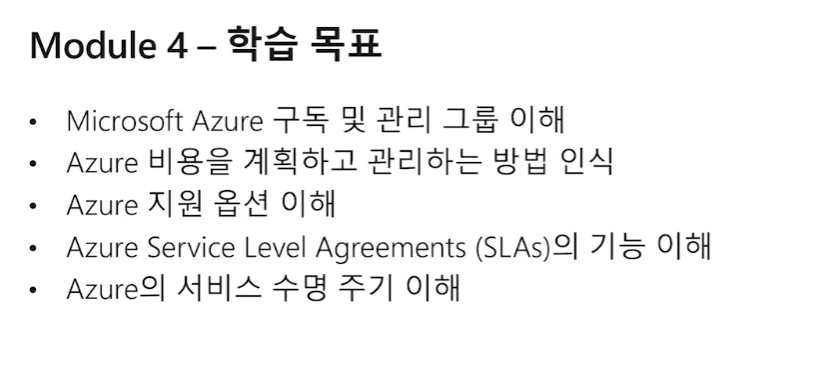 Module 4 – 학습 목표
• Microsoft Azure 구독 및 관리 그룹 이해
• Azure 비용을 계획하고 관리하는 방법 인식
• Azure 지원 옵션 이해
• Azure Service Level Agreements (SLAs)의 기능 이해
• Azure의 서비스 수명 주기 이해